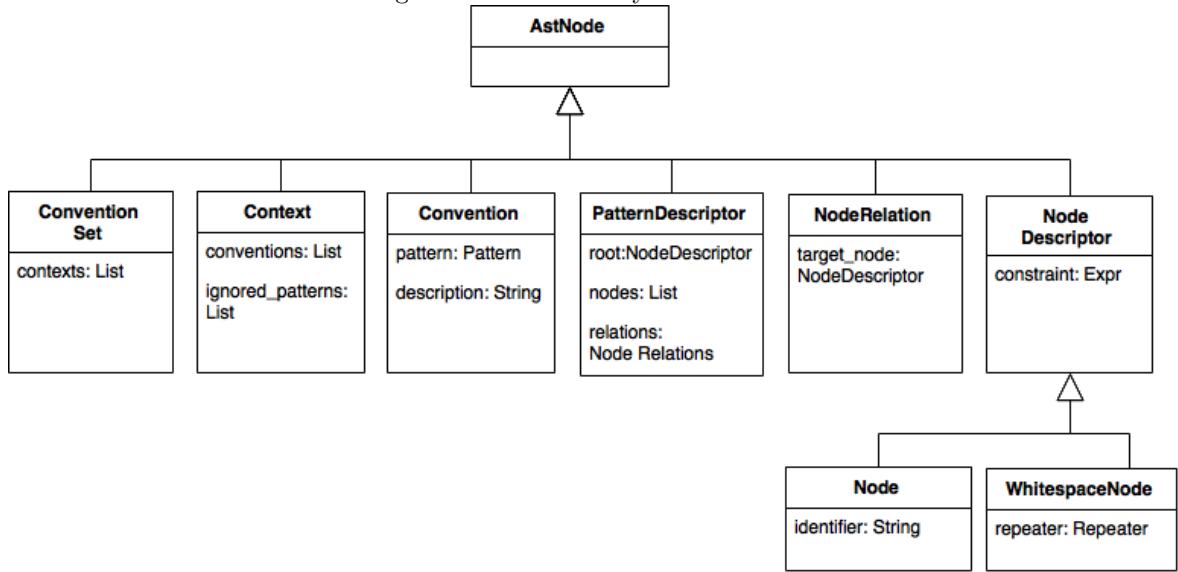 AstNode
Convention
Set
contexts: List
Context
conventions: List
ignored_patterns:
List
Convention
pattern: Pattern
description: String
PatternDescriptor
root:NodeDescriptor
nodes: List
relations:
Node Relations
NodeRelation
target_node:
NodeDescriptor
Node
Descriptor
constraint: Expr
Node
identifier: String
WhitespaceNode
repeater: Repeater